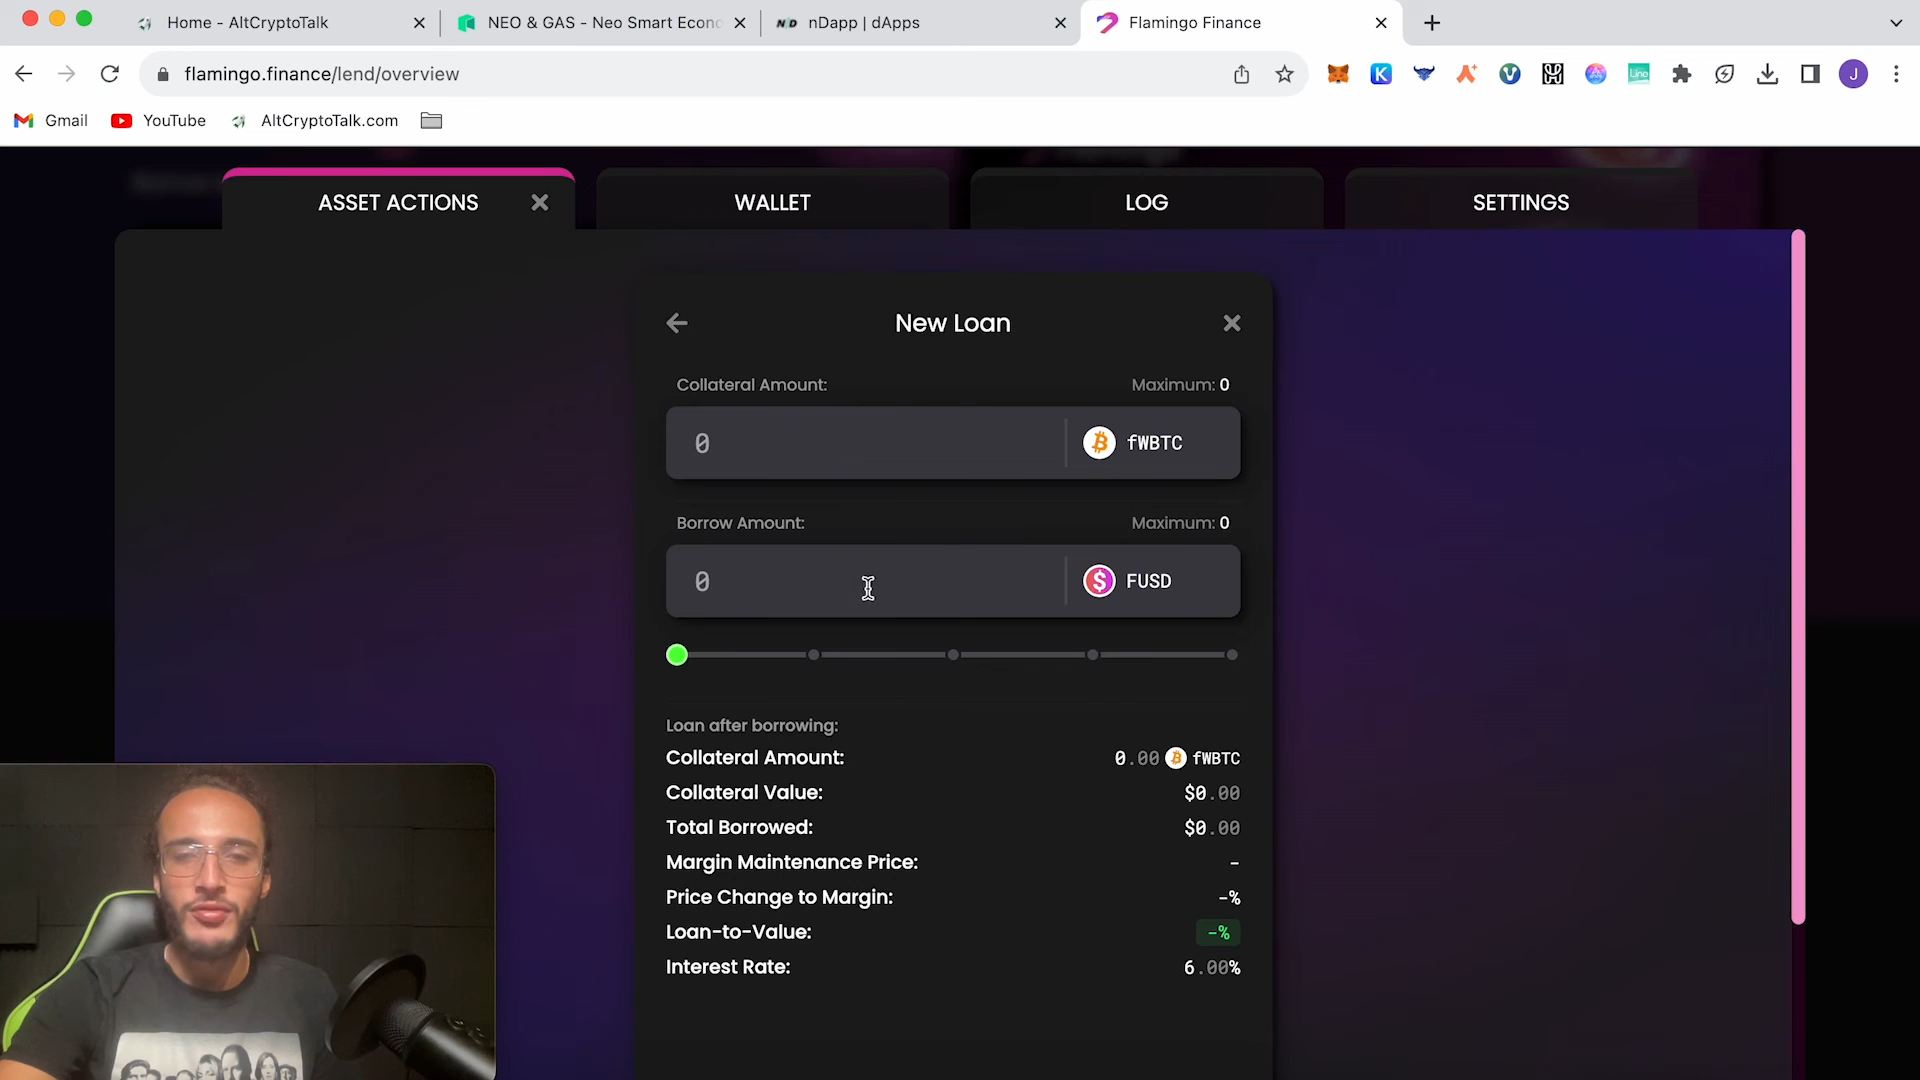 Home - AltCryptoTalk
NEO & GAS - Neo Smart Econ
nDapp | dApps
Flamingo Finance
flamingo.finance/lend/overview
Gmail
YouTube
AltCryptoTalk.com
ASSET ACTIONS
WALLET
LOG
SETTINGS
New Loan
Collateral Amount:
Maximum: 0
0
fWBTC
Borrow Amount:
Maximum: 0
0
FUSD
Loan after borrowing:
Collateral Amount: 0.00 fWBTC
Collateral Value: $0.00
Total Borrowed: $0.00
Margin Maintenance Price: -
Price Change to Margin: -%
Loan-to-Value: -%
Interest Rate: 6.00%